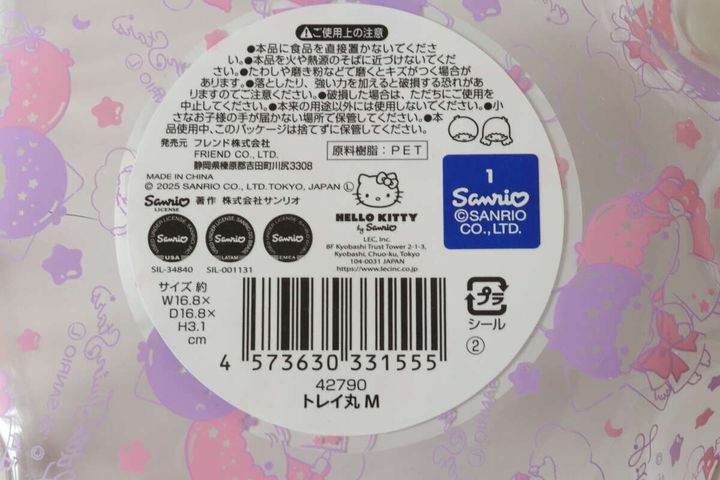 ⚠ご使用上の注意
●本品に食品を直接置かないでくださ
い。●本品を火や熱源のそばに近づけないでくだ
さい。●たわしや磨き粉などで磨くとキズがつく場合が
あります。●落としたり、強い力を加えると破損する恐れがあ
りますのでご注意ください。●破損した場合は、ただちにご使用を
中止してください。●本来の用途以外には使用しないでください。●小
さなお子様の手が届かない場所で保管してください。●本
品使用中、このパッケージは捨てずに保管してください。
発売元 フレンド株式会社
FRIEND CO., LTD.
静岡県榛原郡吉田町川尻3308
原料樹脂：PET
MADE IN CHINA
© 2025 SANRIO CO., LTD. TOKYO, JAPAN Ⓛ
Sanrio
LICENSE
著作 株式会社サンリオ
Sanrio
USA
Sanrio
LATAM
Sanrio
EMEA
SIL-34840
SIL-001131
HELLO KITTY
by Sanrio
LEC, Inc.
8F Kyobashi Trust Tower 2-1-3,
Kyobashi, Chuo-ku, Tokyo
104-0031 JAPAN
https://www.lecinc.co.jp
1
Sanrio
©SANRIO
CO., LTD.
サイズ 約
W16.8×
D16.8×
H3.1
cm
プラ
シール
②
4 573630 331555
42790
トレイ丸 M